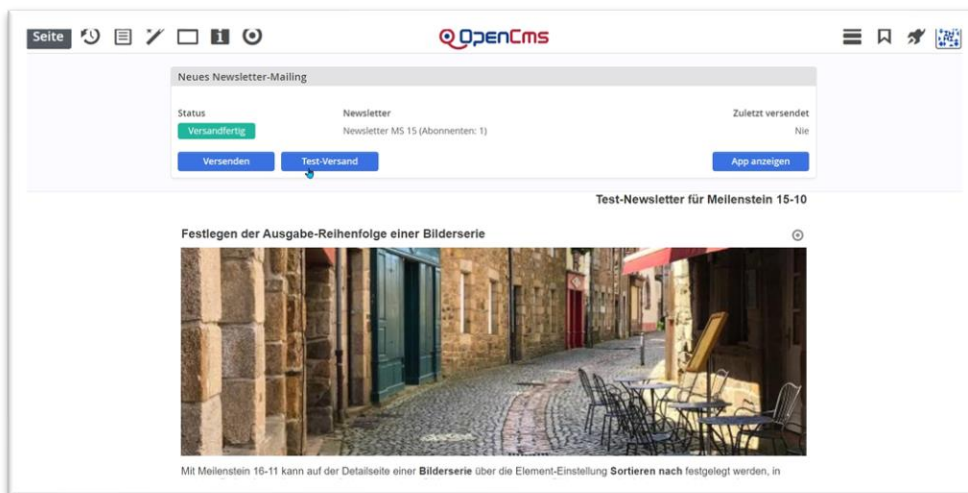 Seite
OpenCms
Neues Newsletter-Mailing
Status Newsletter Zuletzt versendet
Versandfertig Newsletter MS 15 (Abonnenten: 1) Nie
Versenden Test-Versand App anzeigen
Test-Newsletter für Meilenstein 15-10
Festlegen der Ausgabe-Reihenfolge einer Bilderserie
Mit Meilenstein 16-11 kann auf der Detailseite einer Bilderserie über die Element-Einstellung Sortieren nach festgelegt werden, in